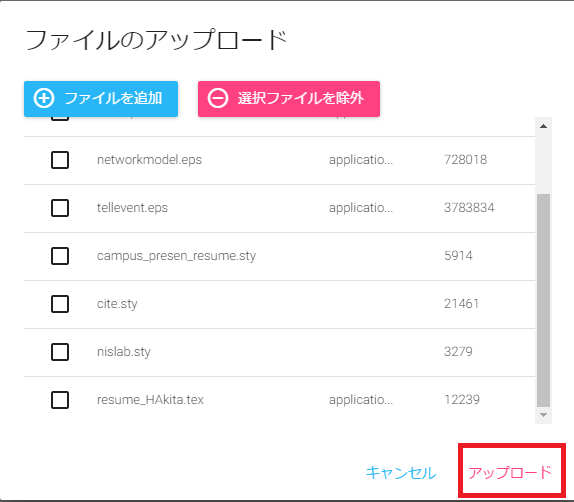 ファイルのアップロード
ファイルを追加 選択ファイルを除外
networkmodel.eps applicatio... 728018
tellevent.eps applicatio... 3783834
campus_presen_resume.sty 5914
cite.sty 21461
nislab.sty 3279
resume_HAkita.tex applicatio... 12239
キャンセル アップロード